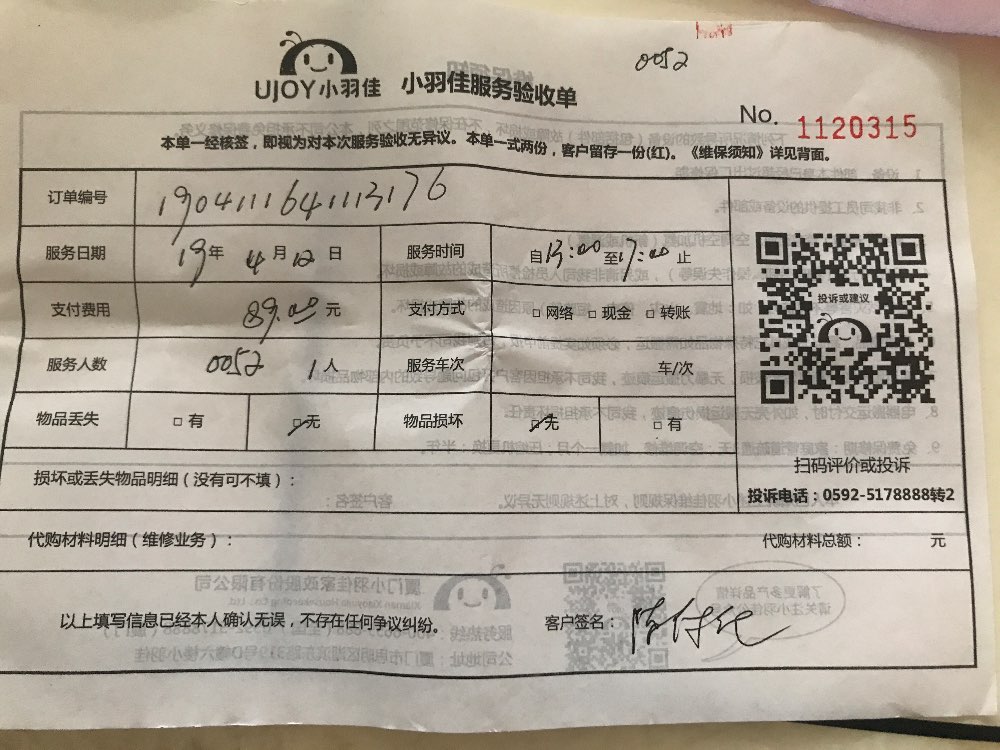 0052
UJOY小羽佳 小羽佳服务验收单
No. 1120315
本单一经核签，即视为对本次服务验收无异议。本单一式两份，客户留存一份(红)。《维保须知》详见背面。
订单编号 1904111641113176
服务日期 19年 4月12日 服务时间 自13:00至17:00止
支付费用 89.00元 支付方式 □网络 □现金 □转账
服务人数 0052 1人 服务车次 车/次
物品丢失 □有 ☑无 物品损坏 ☑无 □有
投诉或建议
扫码评价或投诉
投诉电话：0592-5178888转2
损坏或丢失物品明细（没有可不填）：
代购材料明细（维修业务）： 代购材料总额： 元
以上填写信息已经本人确认无误，不存在任何争议纠纷。 客户签名：陈付